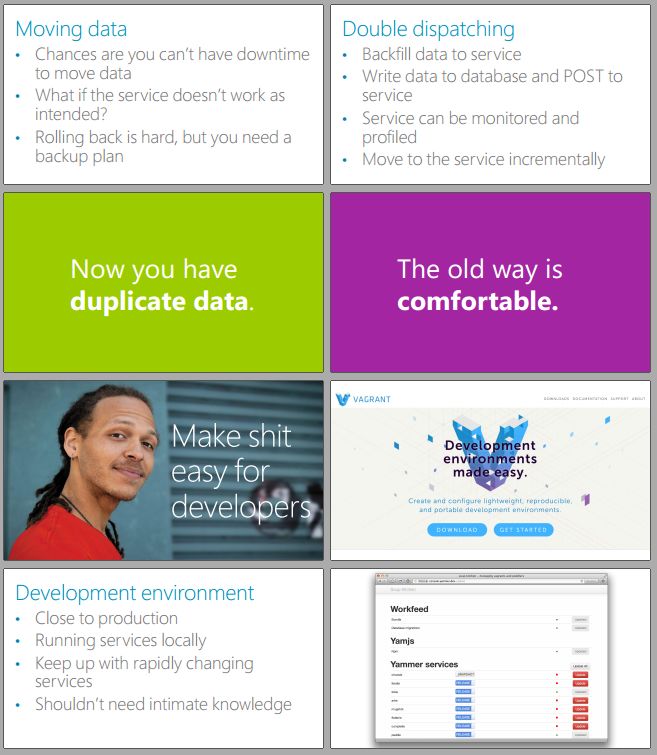 Moving data
• Chances are you can't have downtime
to move data
• What if the service doesn't work as
intended?
• Rolling back is hard, but you need a
backup plan
Double dispatching
• Backfill data to service
• Write data to database and POST to
service
• Service can be monitored and
profiled
• Move to the service incrementally
Now you have
duplicate data.
The old way is
comfortable.
Make shit
easy for
developers
VAGRANT
DOWNLOADS DOCUMENTATION SUPPORT ABOUT
Development
environments
made easy.
Create and configure lightweight, reproducible,
and portable development environments.
DOWNLOAD GET STARTED
Development environment
• Close to production
• Running services locally
• Keep up with rapidly changing
services
• Shouldn't need intimate knowledge
Workfeed
Yamjs
Yammer services